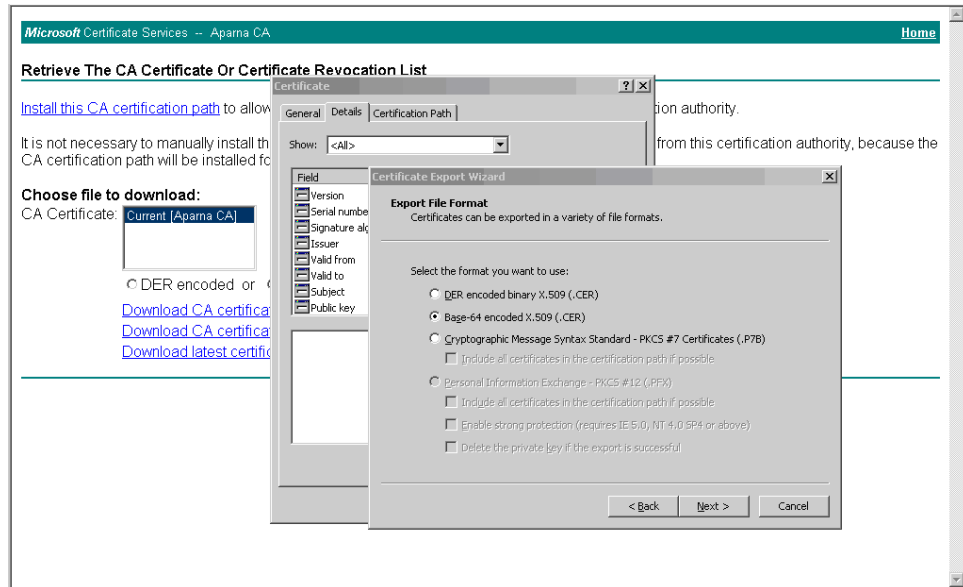 Microsoft Certificate Services -- Aparna CA Home
Retrieve The CA Certificate Or Certificate Revocation List
Install this CA certification path to allow
ion authority.
It is not necessary to manually install th
from this certification authority, because the
CA certification path will be installed fo
Choose file to download:
CA Certificate: Current [Aparna CA]
DER encoded or
Download CA certifica
Download CA certifica
Download latest certific
Certificate
General Details Certification Path
Show: <All>
Field
Version
Serial numbe
Signature alg
Issuer
Valid from
Valid to
Subject
Public key
Certificate Export Wizard
Export File Format
Certificates can be exported in a variety of file formats.
Select the format you want to use:
DER encoded binary X.509 (.CER)
Base-64 encoded X.509 (.CER)
Cryptographic Message Syntax Standard - PKCS #7 Certificates (.P7B)
Include all certificates in the certification path if possible
Personal Information Exchange - PKCS #12 (.PFX)
Include all certificates in the certification path if possible
Enable strong protection (requires IE 5.0, NT 4.0 SP4 or above)
Delete the private key if the export is successful
< Back Next > Cancel